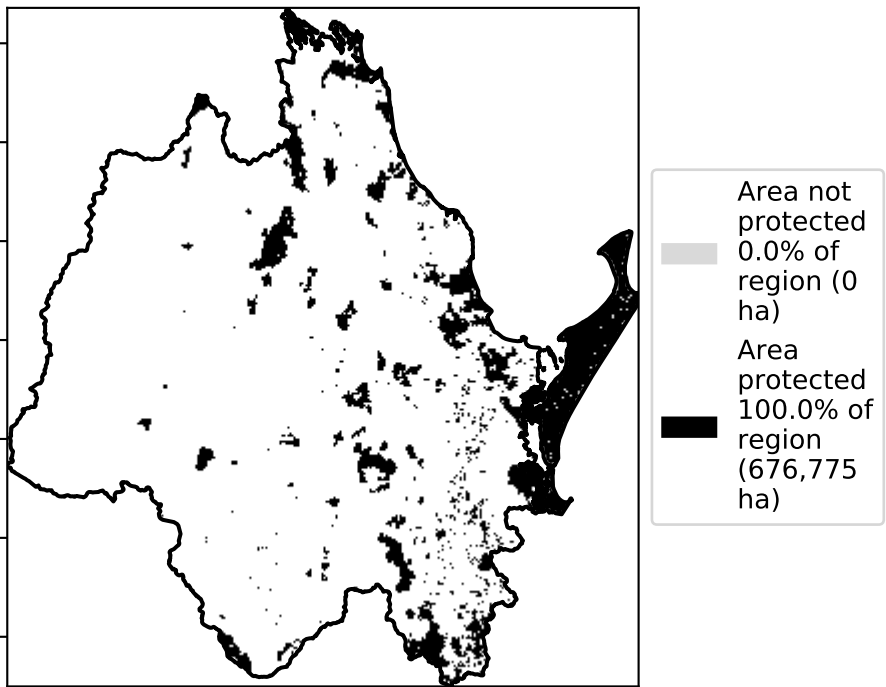 Area not
protected
0.0% of
region (0
ha)
Area
protected
100.0% of
region
(676,775
ha)